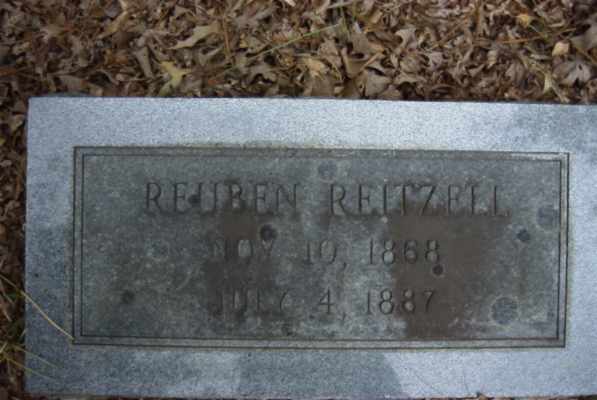 REUBEN REITZELL
NOV 10, 1868
JULY 4, 1887